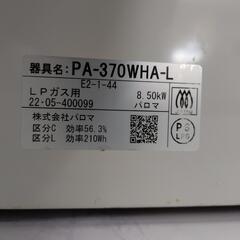 器具名：PA-370WHA-L
E2-1-44
LPガス用 8.50kW
22・05-400099 パロマ
株式会社パロマ
区分C 効率56.3%
区分L 効率210Wh
PS
LPG